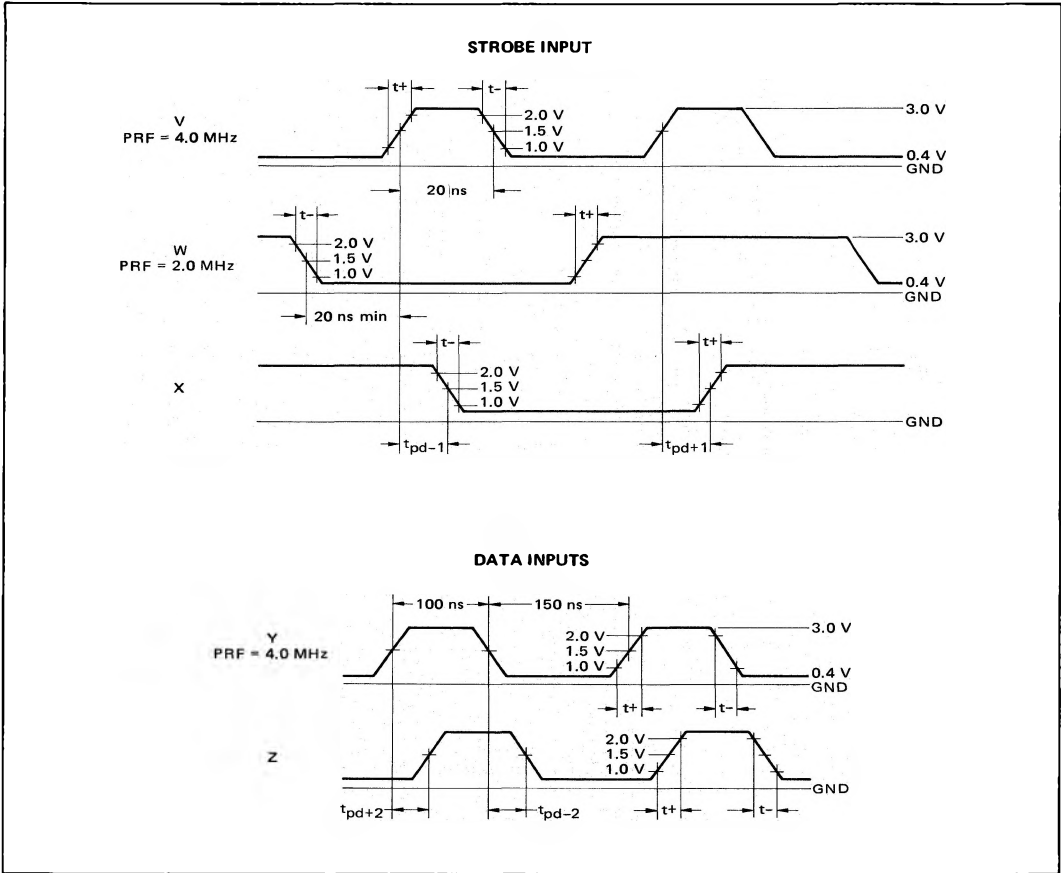 STROBE INPUT
t+
t-
V
PRF = 4.0 MHz
2.0 V
1.5 V
1.0 V
3.0 V
0.4 V
GND
20 ns
t-
t+
W
PRF = 2.0 MHz
2.0 V
1.5 V
1.0 V
3.0 V
0.4 V
GND
20 ns min
t-
t+
X
2.0 V
1.5 V
1.0 V
GND
tpd-1
tpd+1
DATA INPUTS
100 ns
150 ns
Y
PRF = 4.0 MHz
2.0 V
1.5 V
1.0 V
3.0 V
0.4 V
GND
t+
t-
Z
2.0 V
1.5 V
1.0 V
GND
tpd+2
tpd-2
t+
t-